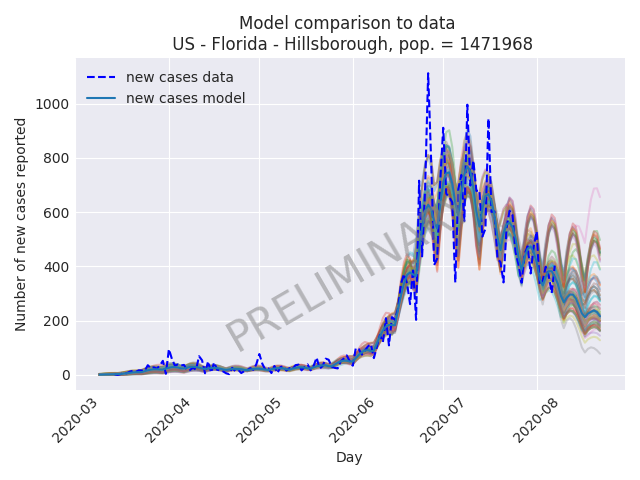 Model comparison to data
US - Florida - Hillsborough, pop. = 1471968
new cases data
new cases model
Number of new cases reported
1000
800
600
400
200
0
PRELIMINARY
2020-03
2020-04
2020-05
2020-06
2020-07
2020-08
Day